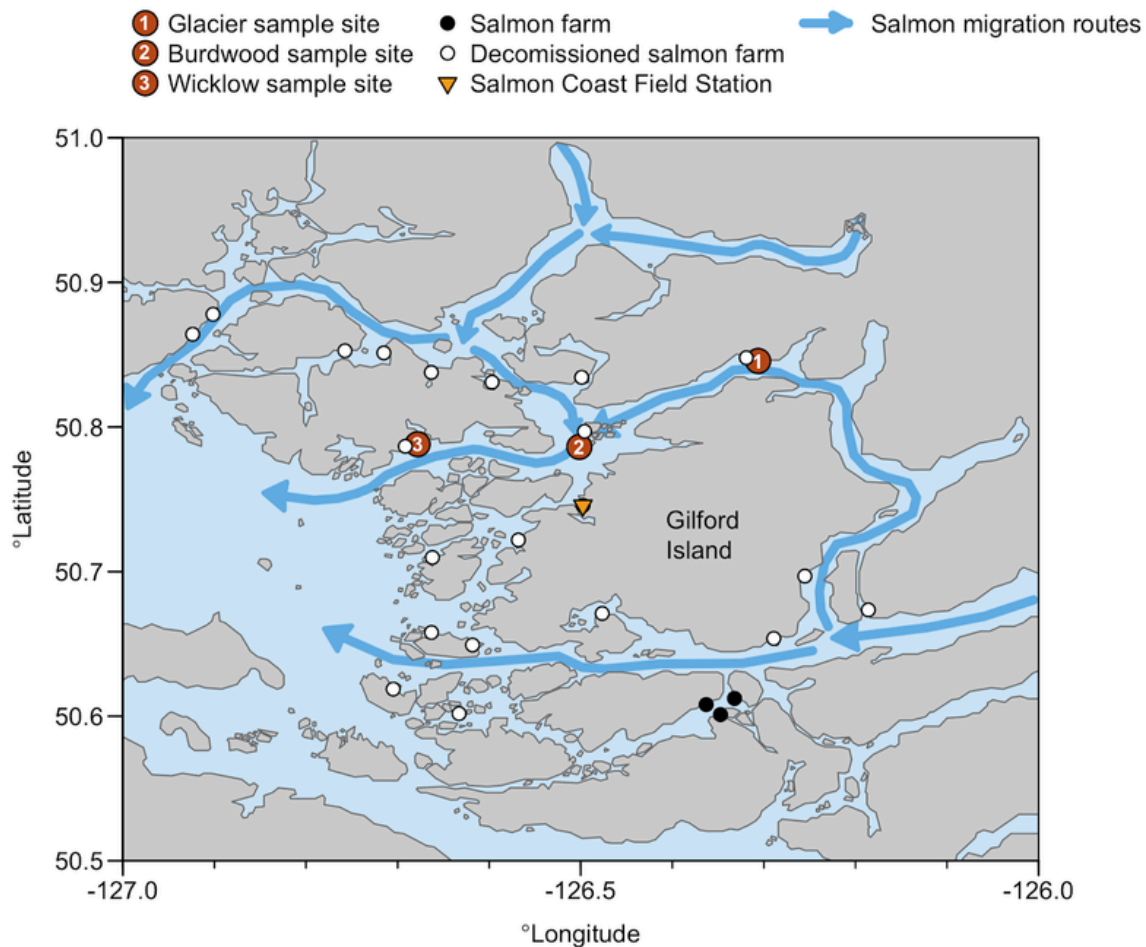 1 Glacier sample site
2 Burdwood sample site
3 Wicklow sample site
Salmon farm
Decomissioned salmon farm
Salmon Coast Field Station
Salmon migration routes
51.0
50.9
50.8
50.7
50.6
50.5
°Latitude
1
2
3
Gilford
Island
-127.0
-126.5
-126.0
°Longitude